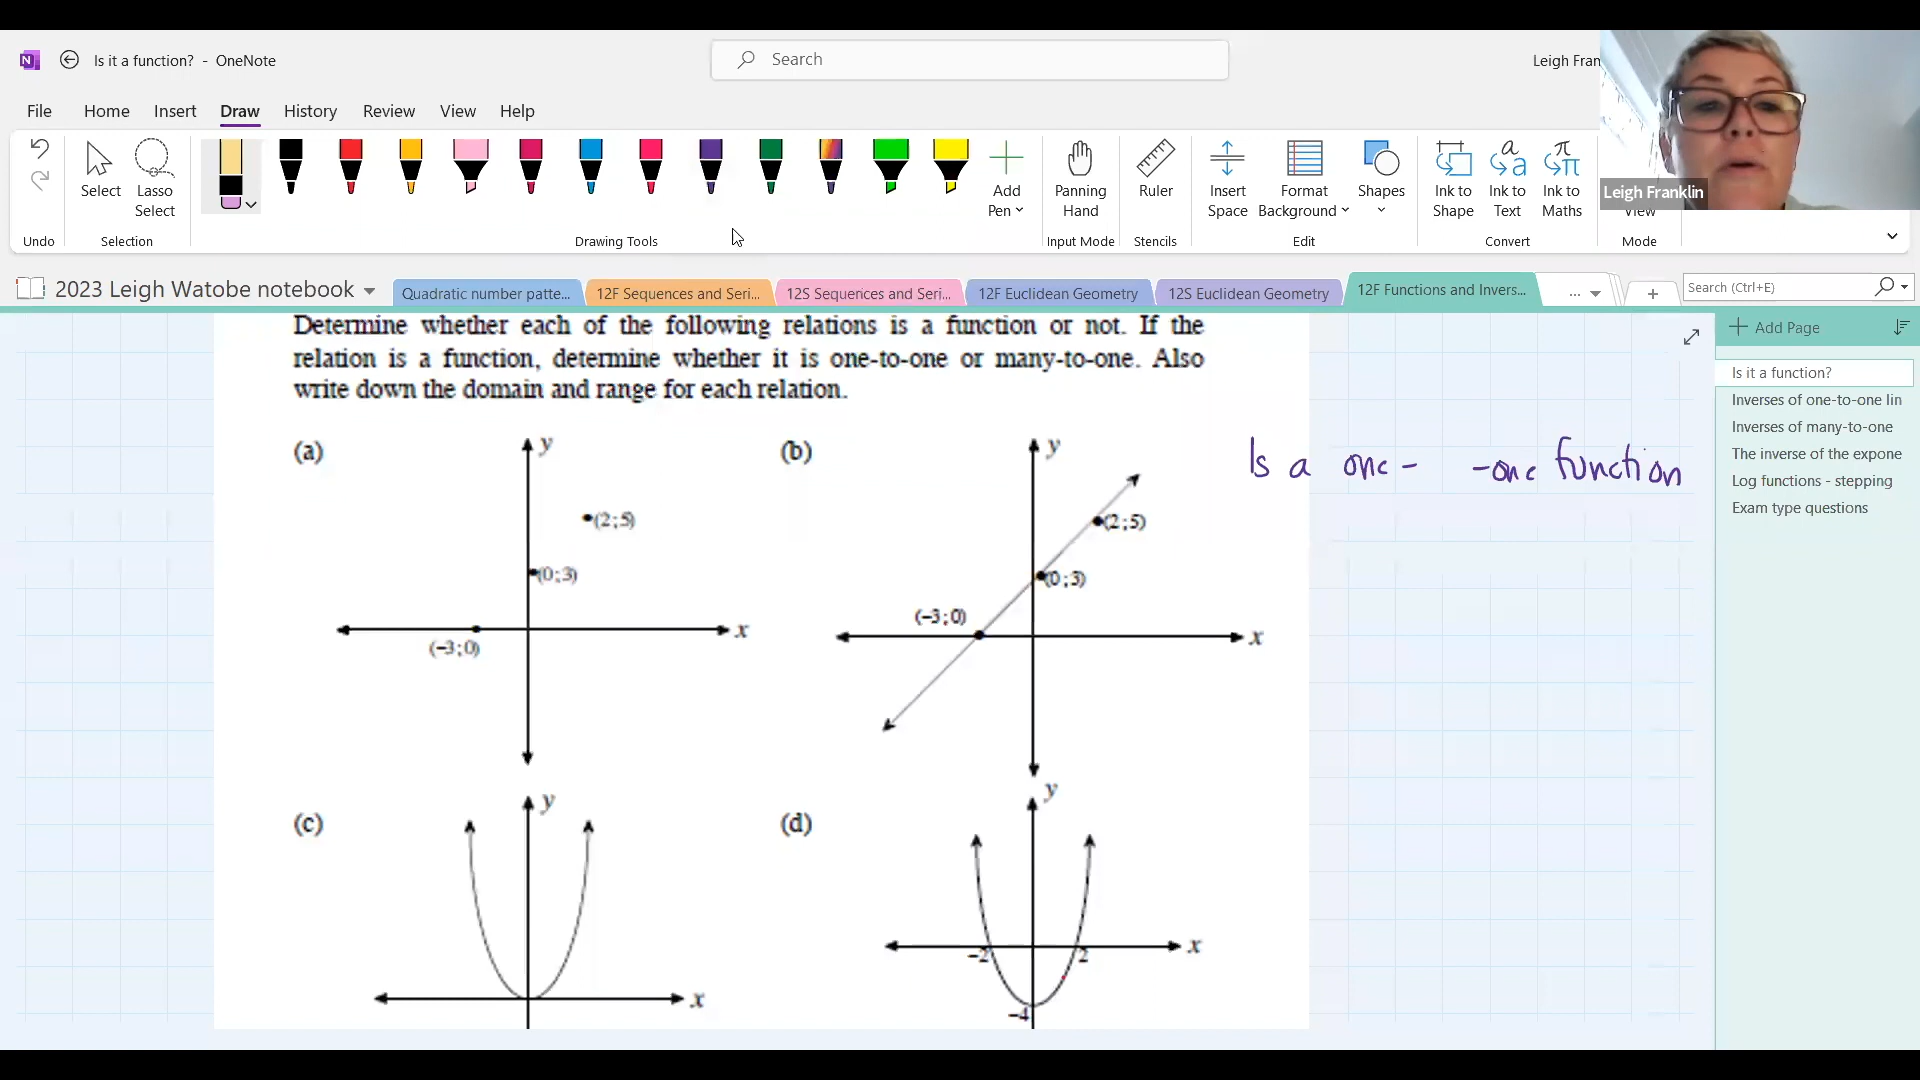 Is it a function? - OneNote
Search
Leigh Fran
File Home Insert Draw History Review View Help
Select
Lasso Select
Add Pen
Panning Hand
Ruler
Insert Space
Format Background
Shapes
Ink to Shape
Ink to Text
Ink to Maths
View
Leigh Franklin
Undo Selection Drawing Tools Input Mode Stencils Edit Convert Mode
2023 Leigh Watobe notebook
Quadratic number patte...
12F Sequences and Seri...
12S Sequences and Seri...
12F Euclidean Geometry
12S Euclidean Geometry
12F Functions and Invers...
...
Search (Ctrl+E)
Add Page
Is it a function?
Inverses of one-to-one lin
Inverses of many-to-one
The inverse of the expone
Log functions - stepping
Exam type questions
Determine whether each of the following relations is a function or not. If the
relation is a function, determine whether it is one-to-one or many-to-one. Also
write down the domain and range for each relation.
(a)
y
(2;5)
(0;3)
x
(–3;0)
(b)
y
(2;5)
(0;3)
(–3;0)
x
Is a one- -one function
(c)
y
x
(d)
y
x
–2
2
–4